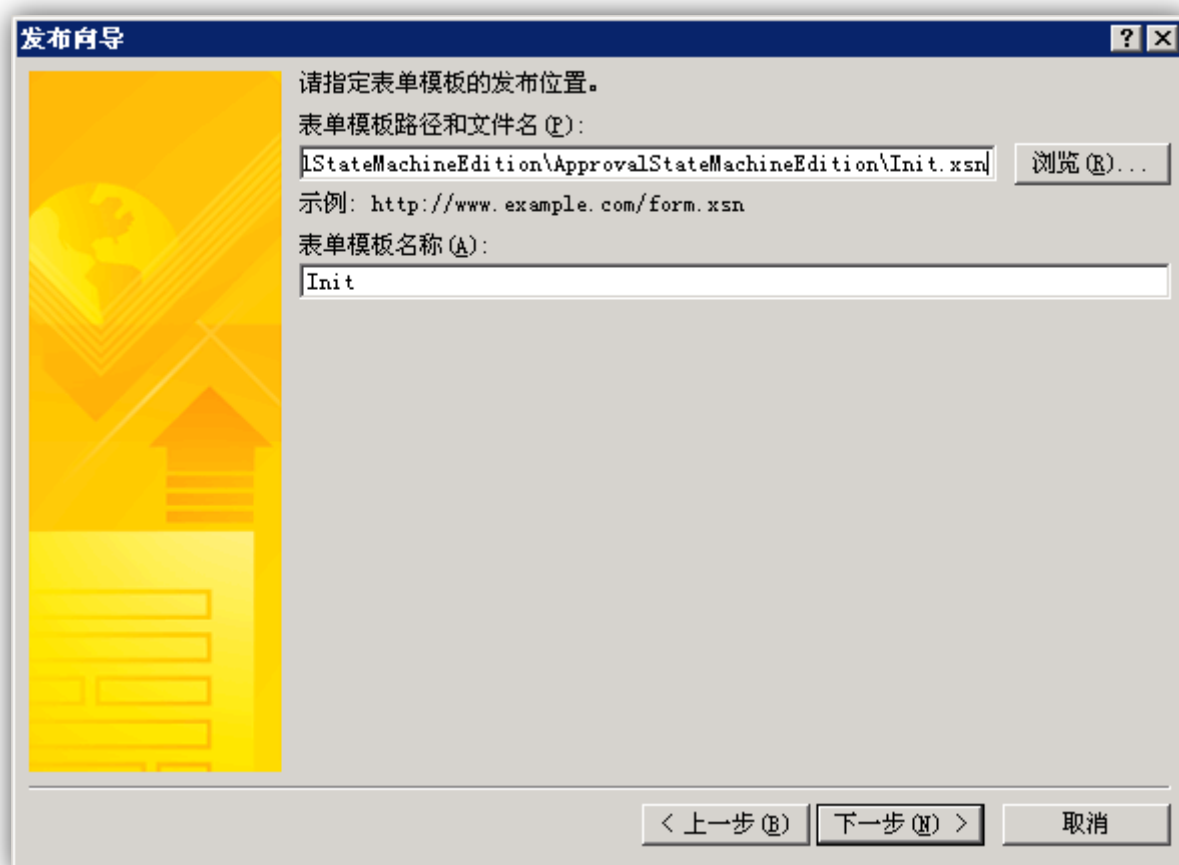 发布向导
请指定表单模板的发布位置。
表单模板路径和文件名(P):
lStateMachineEdition\ApprovalStateMachineEdition\Init.xsn
浏览(R)...
示例: http://www.example.com/form.xsn
表单模板名称(A):
Init
< 上一步(B)
下一步(N) >
取消